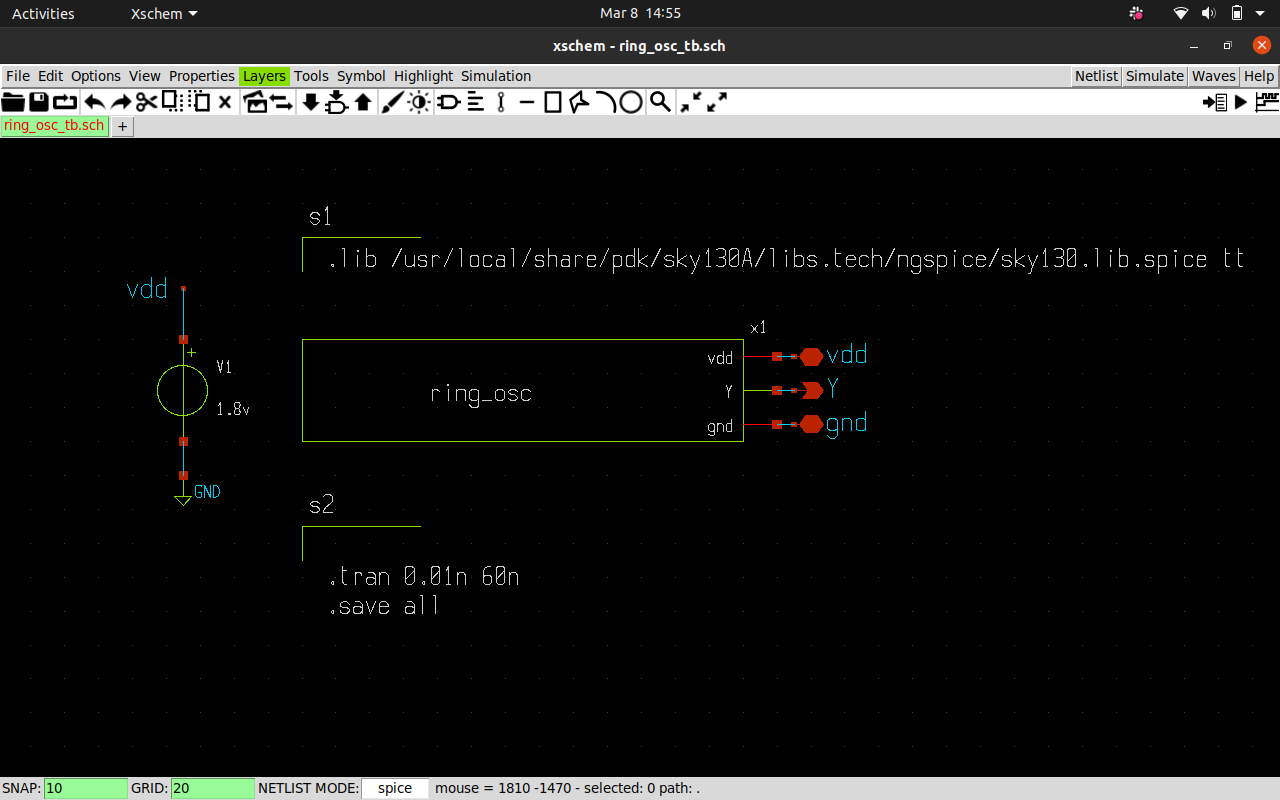 Activities Xschem Mar 8 14:55
xschem - ring_osc_tb.sch
File Edit Options View Properties Layers Tools Symbol Highlight Simulation Netlist Simulate Waves Help
ring_osc_tb.sch +
s1
.lib /usr/local/share/pdk/sky130A/libs.tech/ngspice/sky130.lib.spice tt
vdd
+
V1
1.8v
GND
x1
ring_osc
vdd vdd
Y Y
gnd gnd
s2
.tran 0.01n 60n
.save all
SNAP: 10 GRID: 20 NETLIST MODE: spice mouse = 1810 -1470 - selected: 0 path: .